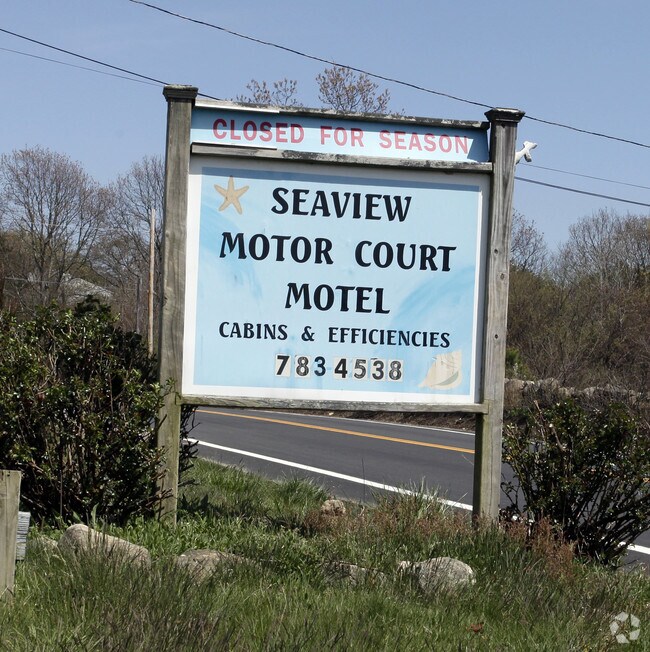 CLOSED FOR SEASON
SEAVIEW
MOTOR COURT
MOTEL
CABINS & EFFICIENCIES
7834538